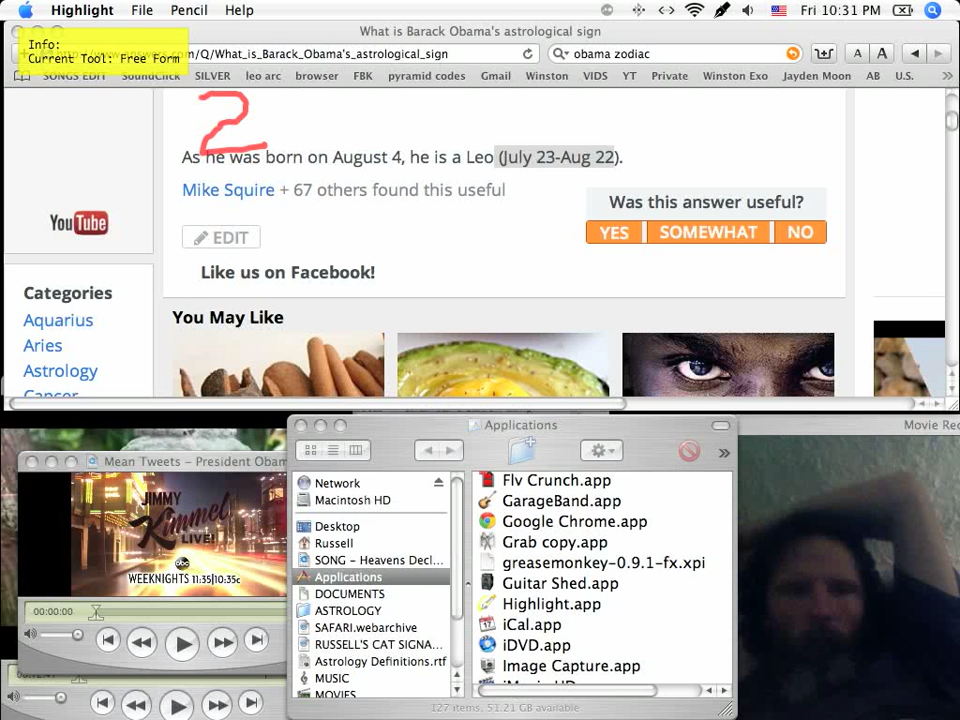 Highlight File Pencil Help Fri 10:31 PM
What is Barack Obama's astrological sign
Info:
Current Tool: Free Form
.com/Q/What_is_Barack_Obama's_astrological_sign
obama zodiac
A A
SONGS EDIT SoundClick SILVER leo arc browser FBK pyramid codes Gmail Winston VIDS YT Private Winston Exo Jayden Moon AB U.S.
2
As he was born on August 4, he is a Leo (July 23-Aug 22).
Mike Squire + 67 others found this useful
Was this answer useful?
YES SOMEWHAT NO
EDIT
Like us on Facebook!
YouTube
Categories
Aquarius
Aries
Astrology
Cancer
You May Like
Applications
Movie Rec
Mean Tweets – President Obam
JIMMY
Kimmel
LIVE!
abc
WEEKNIGHTS 11:35|10:35c
00:00:00
Network
Macintosh HD
Desktop
Russell
SONG – Heavens Decl...
Applications
DOCUMENTS
ASTROLOGY
SAFARI.webarchive
RUSSELL'S CAT SIGNA...
Astrology Definitions.rtf
MUSIC
MOVIES
Flv Crunch.app
GarageBand.app
Google Chrome.app
Grab copy.app
greasemonkey-0.9.1-fx.xpi
Guitar Shed.app
Highlight.app
iCal.app
iDVD.app
Image Capture.app
iMovie HD
127 items, 51.21 GB available